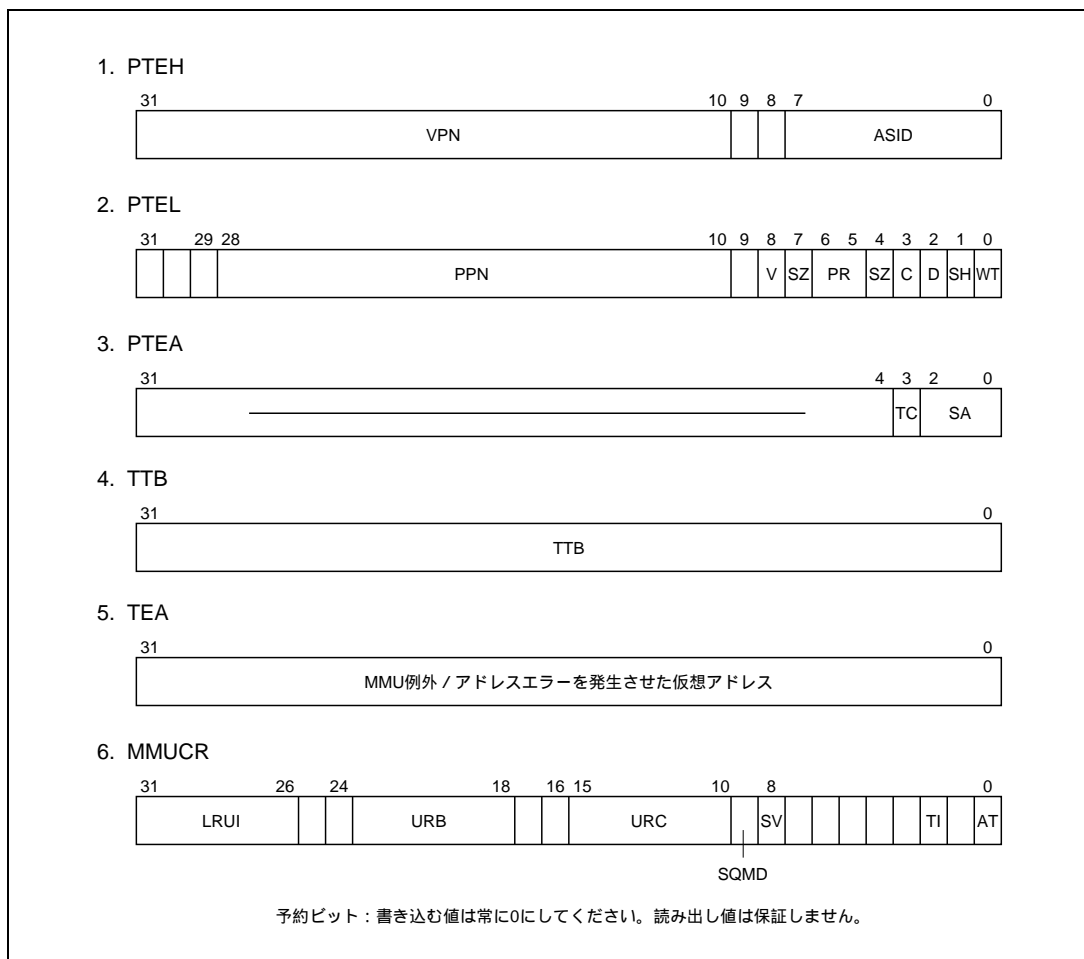 1. PTEH
31 10 9 8 7 0
VPN ASID
2. PTEL
31 29 28 10 9 8 7 6 5 4 3 2 1 0
PPN V SZ PR SZ C D SH WT
3. PTEA
31 4 3 2 0
TC SA
4. TTB
31 0
TTB
5. TEA
31 0
MMU例外 / アドレスエラーを発生させた仮想アドレス
6. MMUCR
31 26 24 18 16 15 10 8 0
LRUI URB URC SV TI AT
SQMD
予約ビット：書き込む値は常に0にしてください。読み出し値は保証しません。